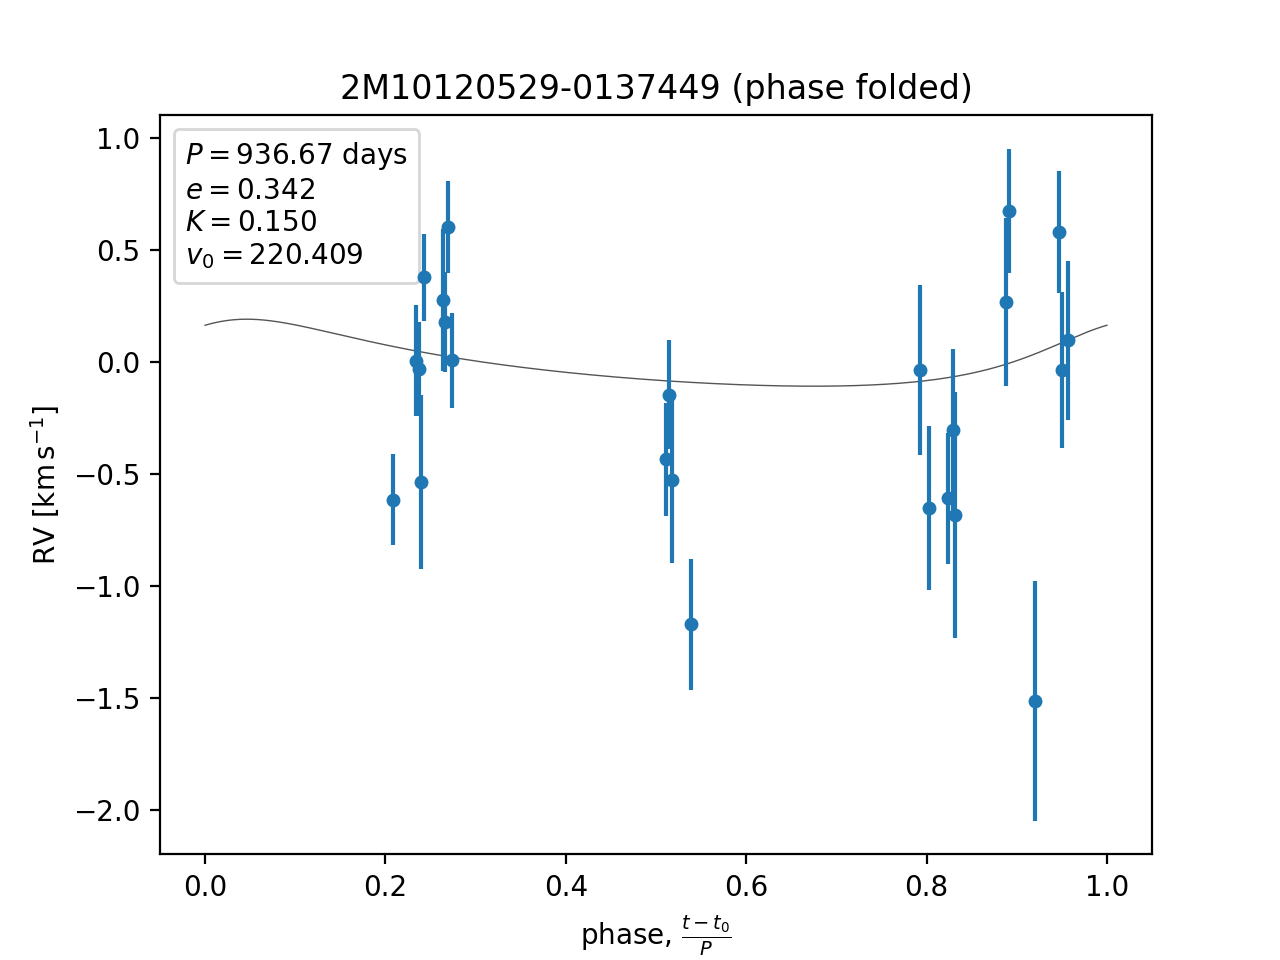 2M10120529-0137449 (phase folded)
P = 936.67 days
e = 0.342
K = 0.150
v₀ = 220.409
1.0
0.5
0.0
−0.5
−1.0
−1.5
−2.0
RV [km s⁻¹]
0.0 0.2 0.4 0.6 0.8 1.0
phase, (t − t₀)/P